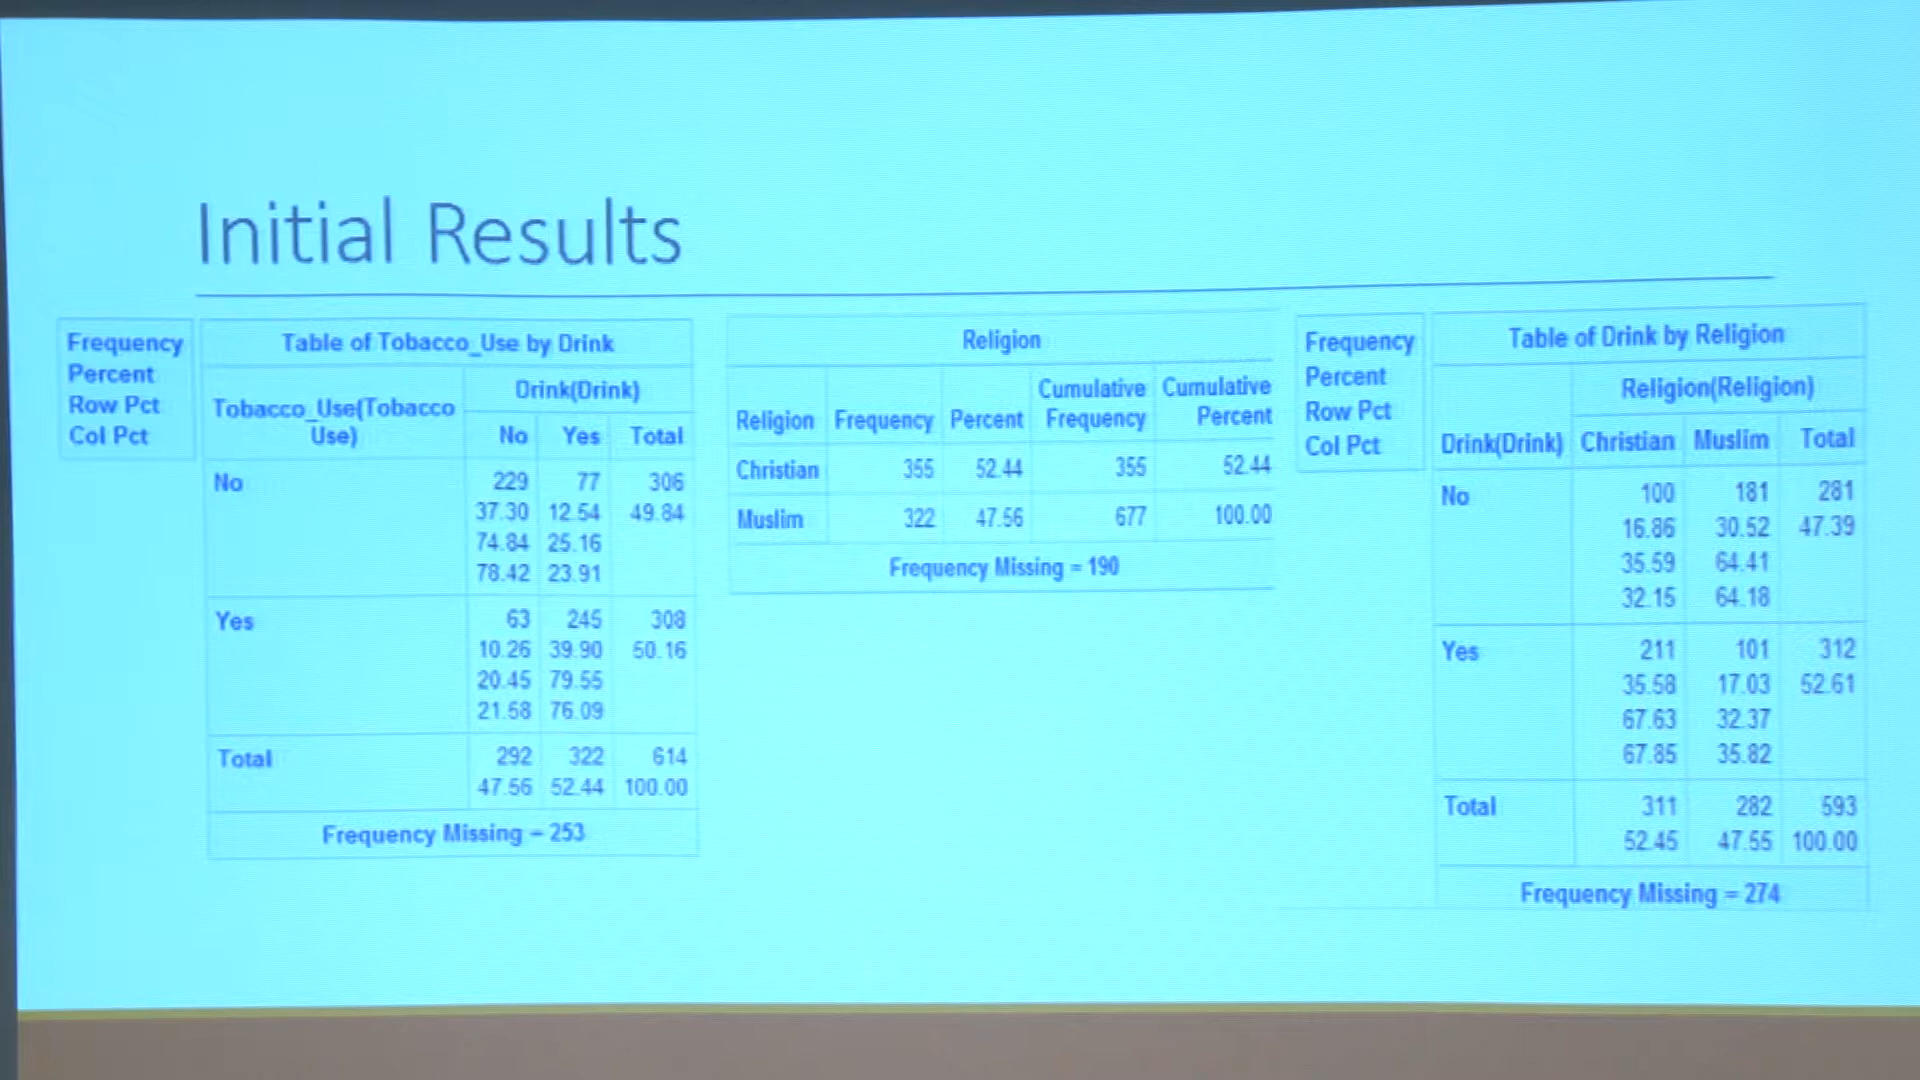 Initial Results
Frequency
Percent
Row Pct
Col Pct
Table of Tobacco_Use by Drink
Tobacco_Use(Tobacco Use) Drink(Drink)
No Yes Total
No 229 77 306
37.30 12.54 49.84
74.84 25.16
78.42 23.91
Yes 63 245 308
10.26 39.90 50.16
20.45 79.55
21.58 76.09
Total 292 322 614
47.56 52.44 100.00
Frequency Missing = 253
Religion
Religion Frequency Percent Cumulative Frequency Cumulative Percent
Christian 355 52.44 355 52.44
Muslim 322 47.56 677 100.00
Frequency Missing = 190
Frequency
Percent
Row Pct
Col Pct
Table of Drink by Religion
Religion(Religion)
Drink(Drink) Christian Muslim Total
No 100 181 281
16.86 30.52 47.39
35.59 64.41
32.15 64.18
Yes 211 101 312
35.58 17.03 52.61
67.63 32.37
67.85 35.82
Total 311 282 593
52.45 47.55 100.00
Frequency Missing = 274